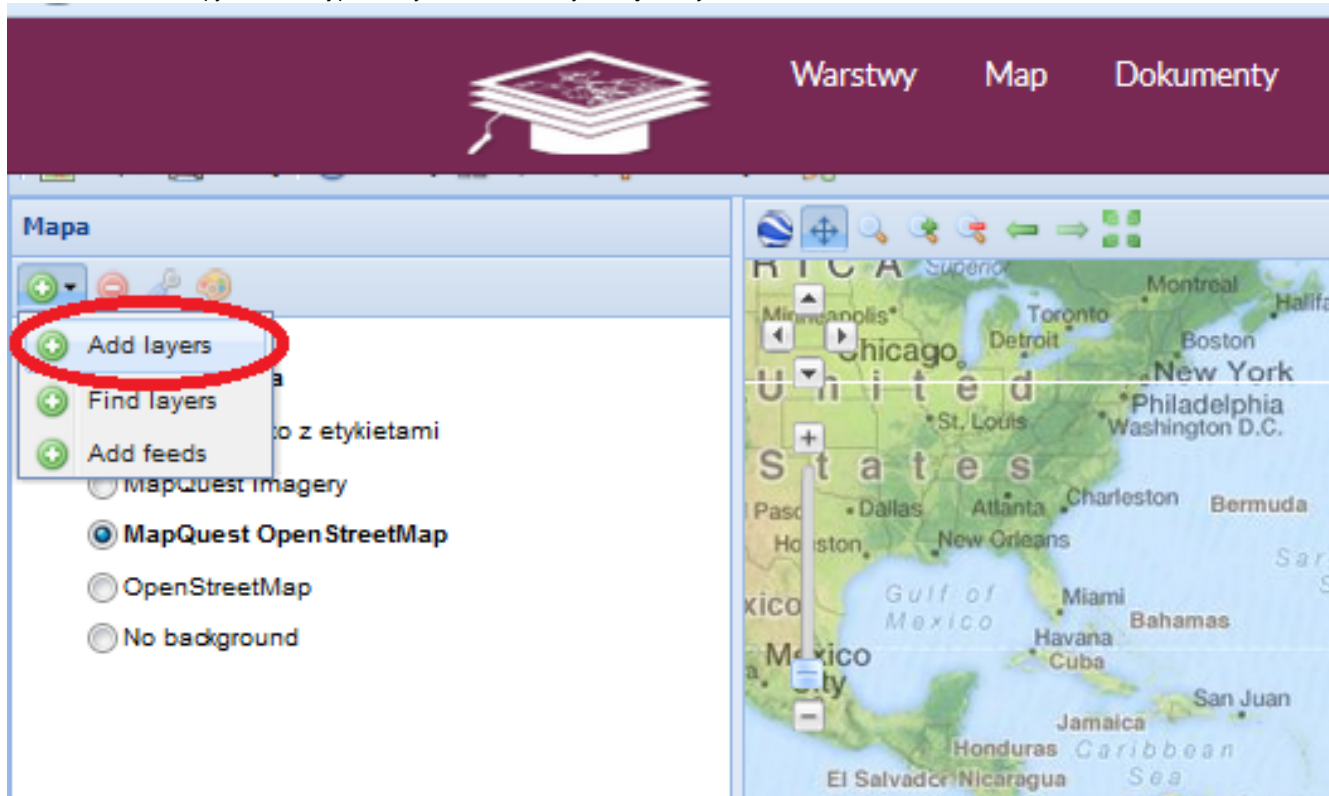 Warstwy Map Dokumenty
Mapa
Add layers
Find layers
Add feeds
z etykietami
MapQuest Imagery
MapQuest OpenStreetMap
OpenStreetMap
No background
RICA
Superior
Montreal
Minneapolis
Toronto
Chicago
Detroit
Boston
New York
United
Philadelphia
St. Louis
Washington D.C.
States
Dallas
Atlanta
Charleston
Bermuda
Houston
New Orleans
Gulf of
Mexico
Miami
Bahamas
Havana
Cuba
Mexico
City
San Juan
Jamaica
Honduras
Caribbean
Sea
El Salvador
Nicaragua